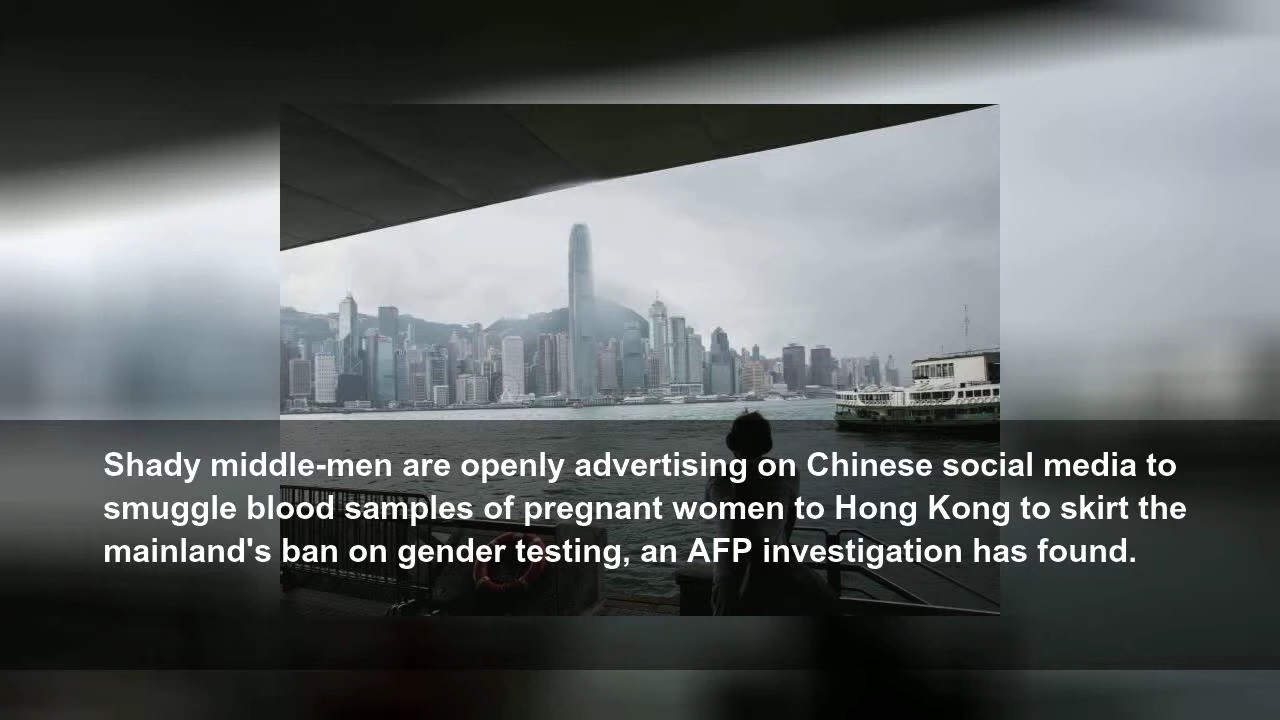 Shady middle-men are openly advertising on Chinese social media to
smuggle blood samples of pregnant women to Hong Kong to skirt the
mainland's ban on gender testing, an AFP investigation has found.